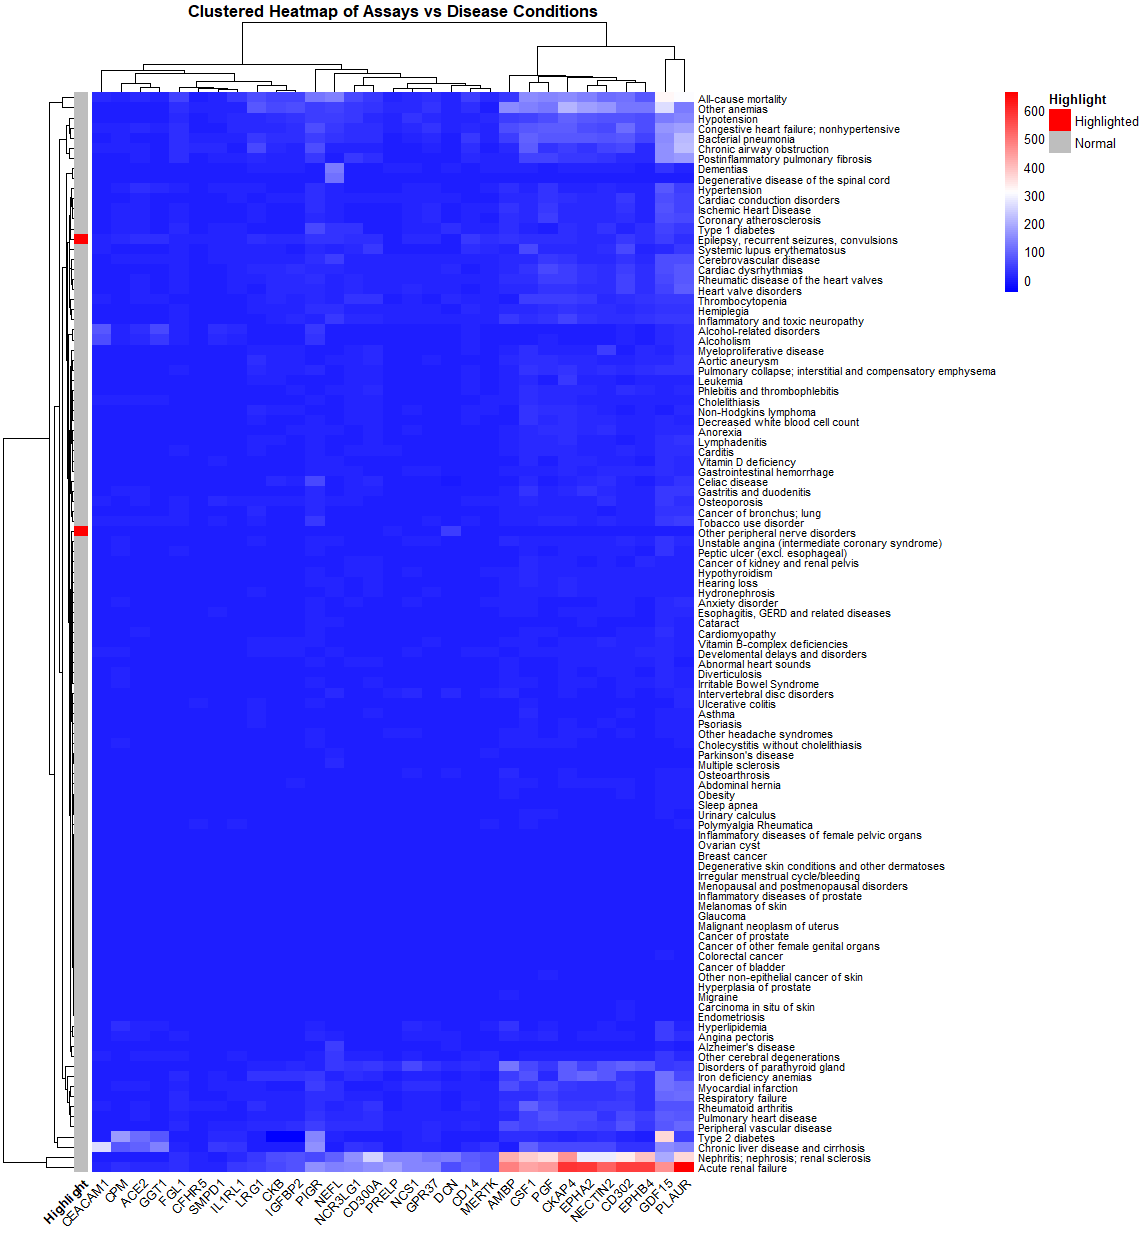 Clustered Heatmap of Assays vs Disease Conditions
Highlight
Highlighted
Normal
600
500
400
300
200
100
0
All-cause mortality
Other anemias
Hypotension
Congestive heart failure; nonhypertensive
Bacterial pneumonia
Chronic airway obstruction
Postinflammatory pulmonary fibrosis
Dementias
Degenerative disease of the spinal cord
Hypertension
Cardiac conduction disorders
Ischemic Heart Disease
Coronary atherosclerosis
Type 1 diabetes
Epilepsy, recurrent seizures, convulsions
Systemic lupus erythematosus
Cerebrovascular disease
Cardiac dysrhythmias
Rheumatic disease of the heart valves
Heart valve disorders
Thrombocytopenia
Hemiplegia
Inflammatory and toxic neuropathy
Alcohol-related disorders
Alcoholism
Myeloproliferative disease
Aortic aneurysm
Pulmonary collapse; interstitial and compensatory emphysema
Leukemia
Phlebitis and thrombophlebitis
Cholelithiasis
Non-Hodgkins lymphoma
Decreased white blood cell count
Anorexia
Lymphadenitis
Carditis
Vitamin D deficiency
Gastrointestinal hemorrhage
Celiac disease
Gastritis and duodenitis
Osteoporosis
Cancer of bronchus; lung
Tobacco use disorder
Other peripheral nerve disorders
Unstable angina (intermediate coronary syndrome)
Peptic ulcer (excl. esophageal)
Cancer of kidney and renal pelvis
Hypothyroidism
Hearing loss
Hydronephrosis
Anxiety disorder
Esophagitis, GERD and related diseases
Cataract
Cardiomyopathy
Vitamin B-complex deficiencies
Develomental delays and disorders
Abnormal heart sounds
Diverticulosis
Irritable Bowel Syndrome
Intervertebral disc disorders
Ulcerative colitis
Asthma
Psoriasis
Other headache syndromes
Cholecystitis without cholelithiasis
Parkinson's disease
Multiple sclerosis
Osteoarthrosis
Abdominal hernia
Obesity
Sleep apnea
Urinary calculus
Polymyalgia Rheumatica
Inflammatory diseases of female pelvic organs
Ovarian cyst
Breast cancer
Degenerative skin conditions and other dermatoses
Irregular menstrual cycle/bleeding
Menopausal and postmenopausal disorders
Inflammatory diseases of prostate
Melanomas of skin
Glaucoma
Malignant neoplasm of uterus
Cancer of prostate
Cancer of other female genital organs
Colorectal cancer
Cancer of bladder
Other non-epithelial cancer of skin
Hyperplasia of prostate
Migraine
Carcinoma in situ of skin
Endometriosis
Hyperlipidemia
Angina pectoris
Alzheimer's disease
Other cerebral degenerations
Disorders of parathyroid gland
Iron deficiency anemias
Myocardial infarction
Respiratory failure
Rheumatoid arthritis
Pulmonary heart disease
Peripheral vascular disease
Type 2 diabetes
Chronic liver disease and cirrhosis
Nephritis; nephrosis; renal sclerosis
Acute renal failure
Highlight
CEACAM1
CPM
ACE2
GGT1
FGL1
CFHR5
SMPD1
IL1RL1
LRG1
CKB
IGFBP2
PIGR
NEFL
NCR3LG1
CD300A
PRELP
NCS1
GPR37
DCN
CD14
MERTK
AMBP
CSF1
PGF
CKAP4
EPHA2
NECTIN2
CD302
EPHB4
GDF15
PLAUR